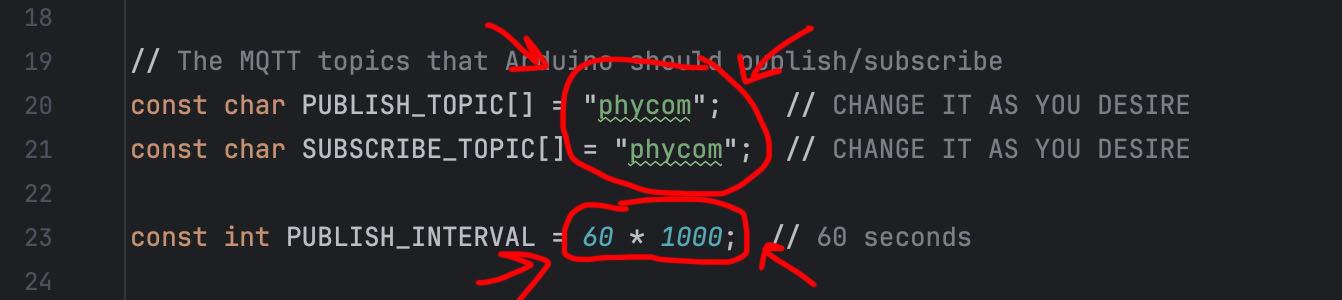 18
19 // The MQTT topics that Arduino should publish/subscribe
20 const char PUBLISH_TOPIC[] = "phycom"; // CHANGE IT AS YOU DESIRE
21 const char SUBSCRIBE_TOPIC[] = "phycom"; // CHANGE IT AS YOU DESIRE
22
23 const int PUBLISH_INTERVAL = 60 * 1000; // 60 seconds
24